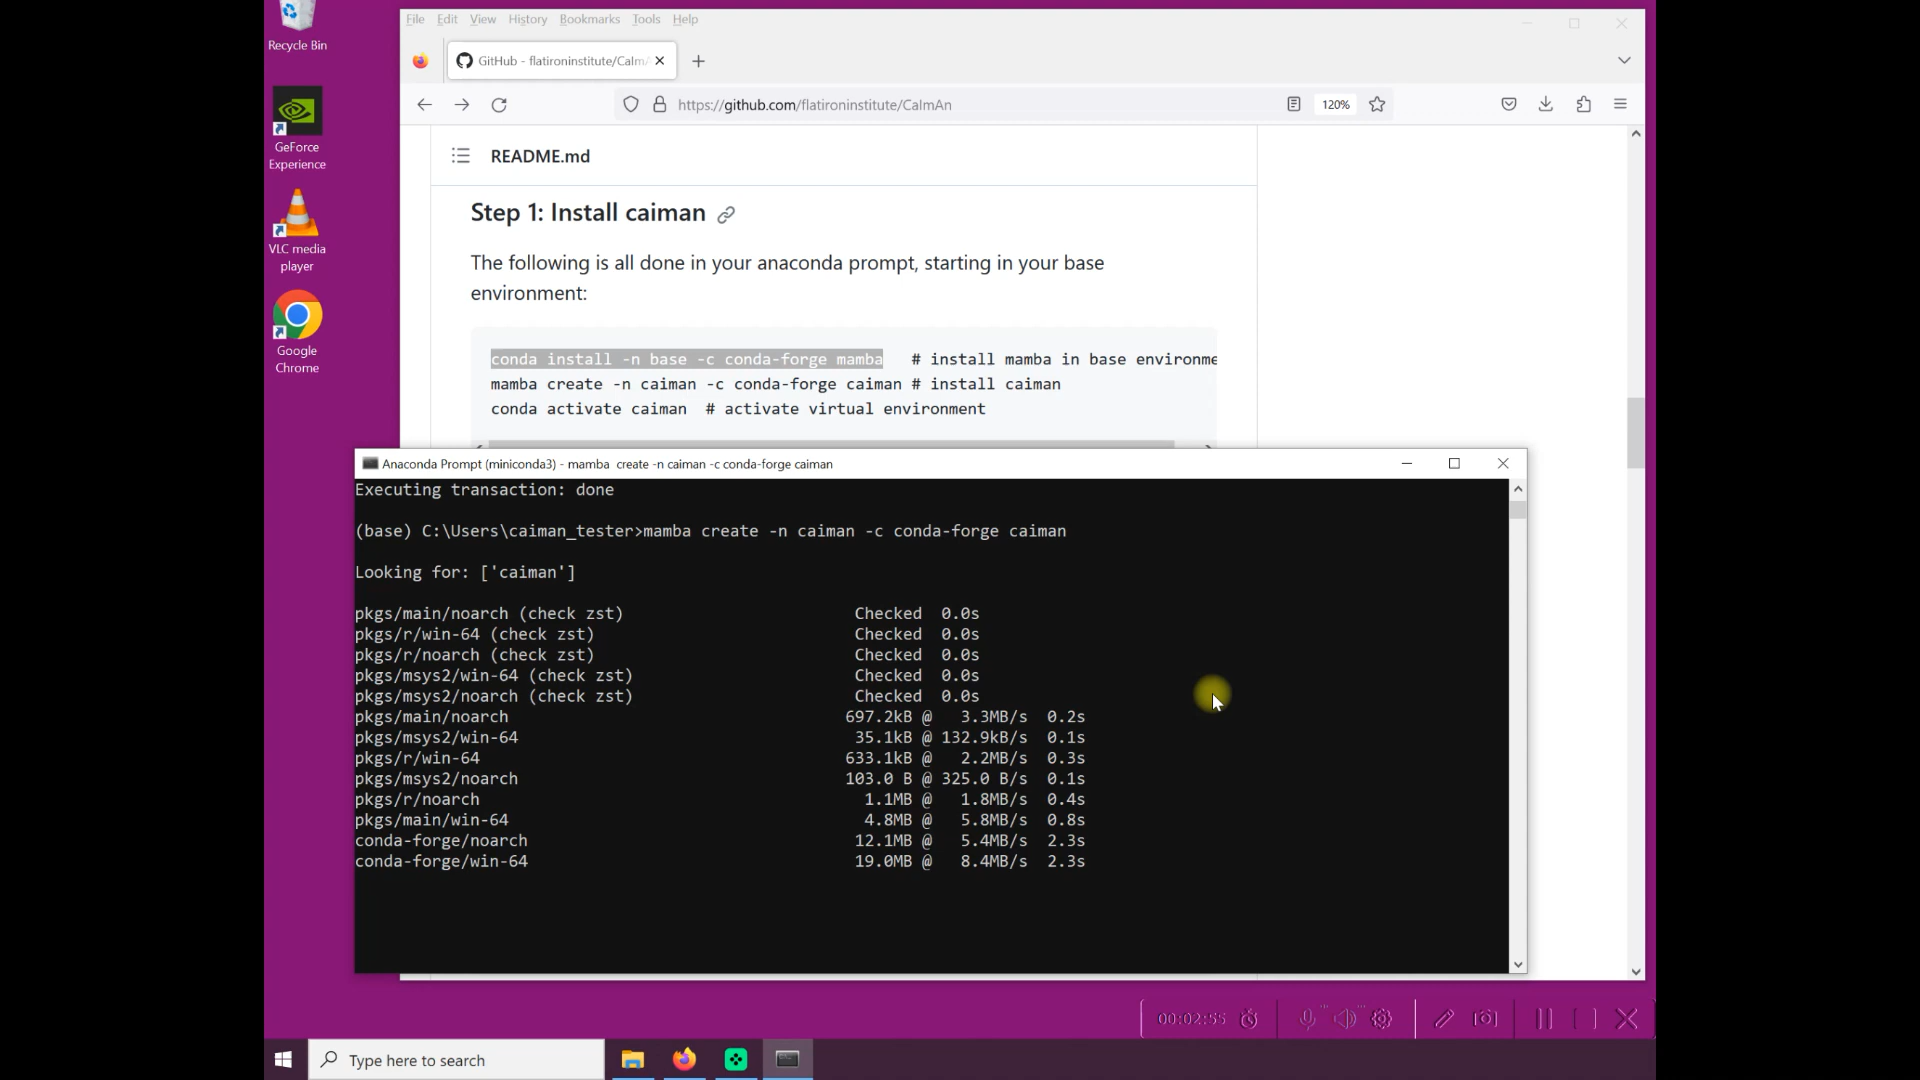 Recycle Bin
GeForce
Experience
VLC media
player
Google
Chrome
File Edit View History Bookmarks Tools Help
GitHub - flatironinstitute/CaImA
https://github.com/flatironinstitute/CaImAn
120%
README.md
Step 1: Install caiman
The following is all done in your anaconda prompt, starting in your base
environment:
conda install -n base -c conda-forge mamba # install mamba in base environme
mamba create -n caiman -c conda-forge caiman # install caiman
conda activate caiman # activate virtual environment
Anaconda Prompt (miniconda3) - mamba create -n caiman -c conda-forge caiman
Executing transaction: done
(base) C:\Users\caiman_tester>mamba create -n caiman -c conda-forge caiman
Looking for: ['caiman']
pkgs/main/noarch (check zst) Checked 0.0s
pkgs/r/win-64 (check zst) Checked 0.0s
pkgs/r/noarch (check zst) Checked 0.0s
pkgs/msys2/win-64 (check zst) Checked 0.0s
pkgs/msys2/noarch (check zst) Checked 0.0s
pkgs/main/noarch 697.2kB @ 3.3MB/s 0.2s
pkgs/msys2/win-64 35.1kB @ 132.9kB/s 0.1s
pkgs/r/win-64 633.1kB @ 2.2MB/s 0.3s
pkgs/msys2/noarch 103.0 B @ 325.0 B/s 0.1s
pkgs/r/noarch 1.1MB @ 1.8MB/s 0.4s
pkgs/main/win-64 4.8MB @ 5.8MB/s 0.8s
conda-forge/noarch 12.1MB @ 5.4MB/s 2.3s
conda-forge/win-64 19.0MB @ 8.4MB/s 2.3s
00:02:55
Type here to search